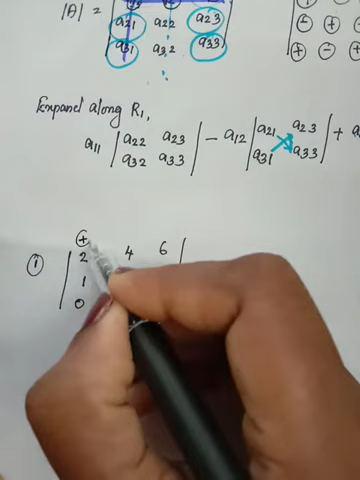 |A| =
a21 a22 a23
a31 a32 a33
+ - +
Expand along R1,
a11 | a22 a23 | - a12 | a21 a23 | +
a32 a33 a31 a33
+
① | 2 4 6 |
1
0